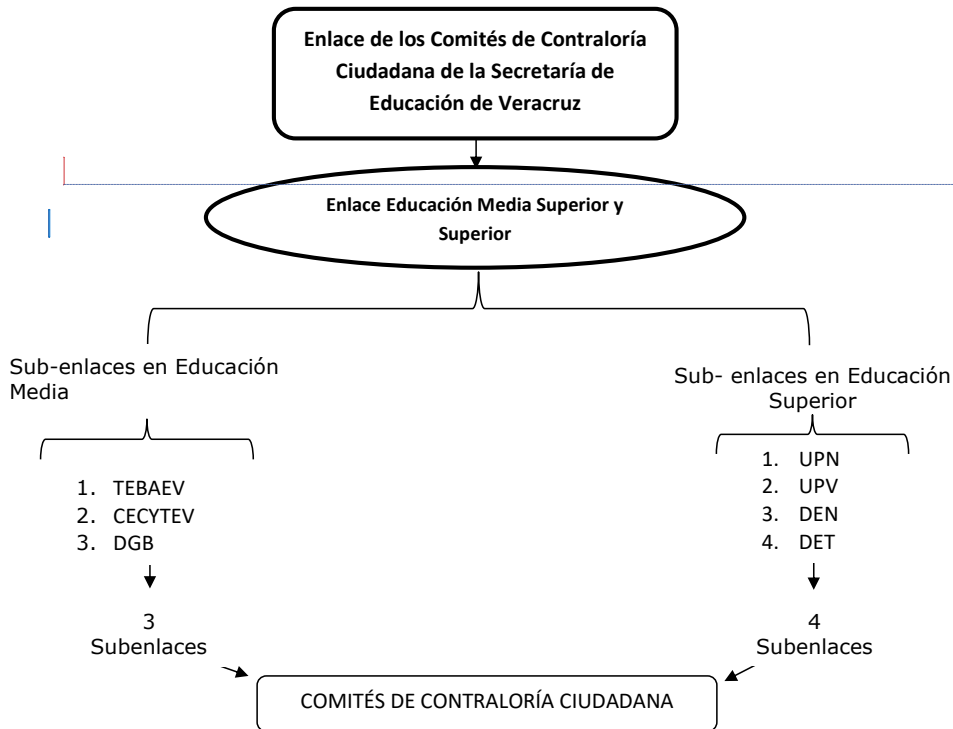 Enlace de los Comités de Contraloría
Ciudadana de la Secretaría de
Educación de Veracruz
Enlace Educación Media Superior y
Superior
Sub-enlaces en Educación
Media
1. TEBAEV
2. CECYTEV
3. DGB
3
Subenlaces
Sub- enlaces en Educación
Superior
1. UPN
2. UPV
3. DEN
4. DET
4
Subenlaces
COMITÉS DE CONTRALORÍA CIUDADANA